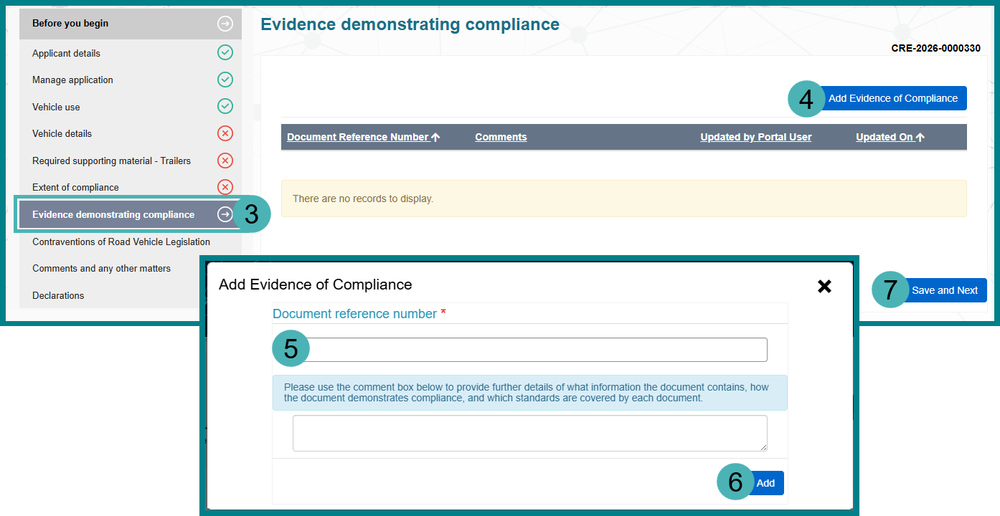 Before you begin
Applicant details
Manage application
Vehicle use
Vehicle details
Required supporting material - Trailers
Extent of compliance
Evidence demonstrating compliance
3
Contraventions of Road Vehicle Legislation
Comments and any other matters
Declarations
Evidence demonstrating compliance
CRE-2026-0000330
4 Add Evidence of Compliance
Document Reference Number Comments Updated by Portal User Updated On
There are no records to display.
7 Save and Next
Add Evidence of Compliance
Document reference number *
5
Please use the comment box below to provide further details of what information the document contains, how
the document demonstrates compliance, and which standards are covered by each document.
6 Add